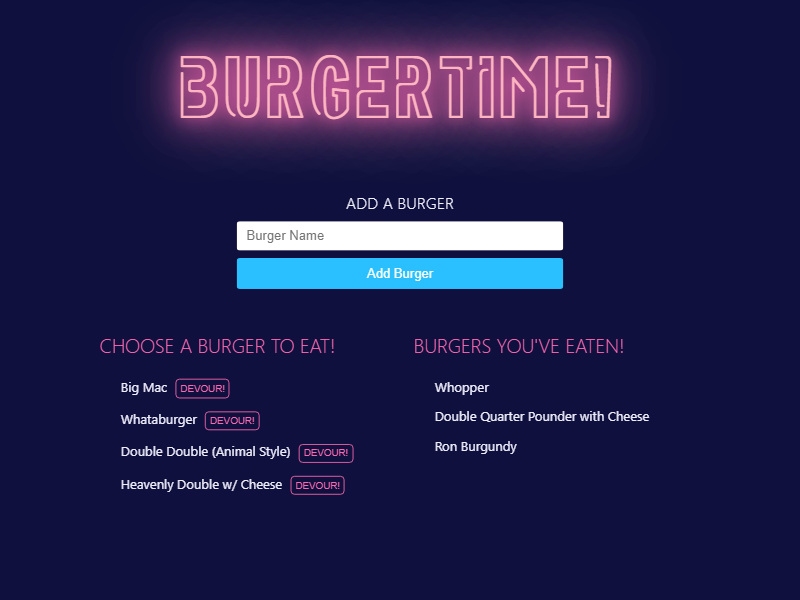 BURGERTIME!
ADD A BURGER
Burger Name
Add Burger
CHOOSE A BURGER TO EAT!
Big Mac DEVOUR!
Whataburger DEVOUR!
Double Double (Animal Style) DEVOUR!
Heavenly Double w/ Cheese DEVOUR!
BURGERS YOU'VE EATEN!
Whopper
Double Quarter Pounder with Cheese
Ron Burgundy